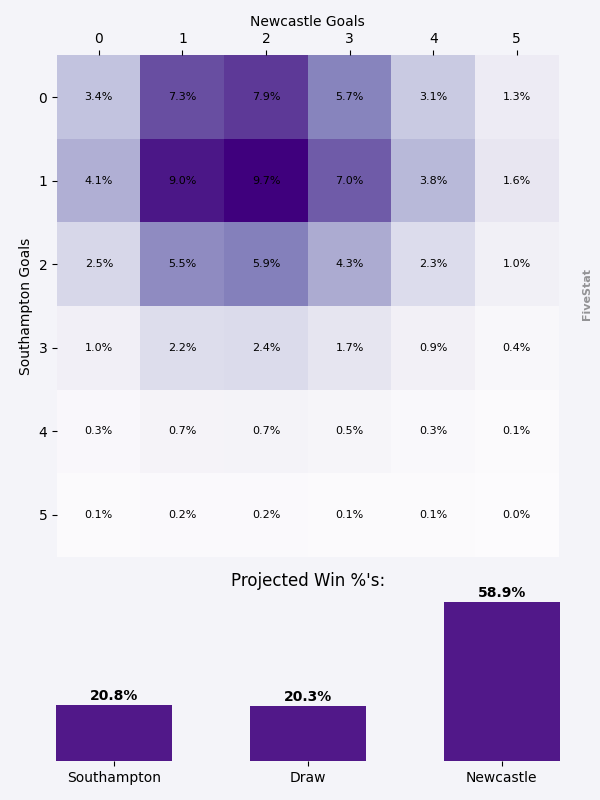 Newcastle Goals
0 1 2 3 4 5
0 3.4% 7.3% 7.9% 5.7% 3.1% 1.3%
1 4.1% 9.0% 9.7% 7.0% 3.8% 1.6%
2 2.5% 5.5% 5.9% 4.3% 2.3% 1.0%
3 1.0% 2.2% 2.4% 1.7% 0.9% 0.4%
4 0.3% 0.7% 0.7% 0.5% 0.3% 0.1%
5 0.1% 0.2% 0.2% 0.1% 0.1% 0.0%
Southampton Goals
FiveStat
Projected Win %'s:
20.8% 20.3% 58.9%
Southampton Draw Newcastle